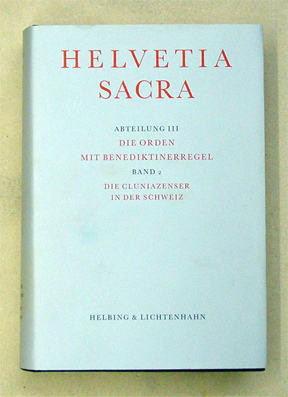 HELVETIA
SACRA
ABTEILUNG III
DIE ORDEN
MIT BENEDIKTINERREGEL
BAND 2
DIE CLUNIAZENSER
IN DER SCHWEIZ
HELBING & LICHTENHAHN